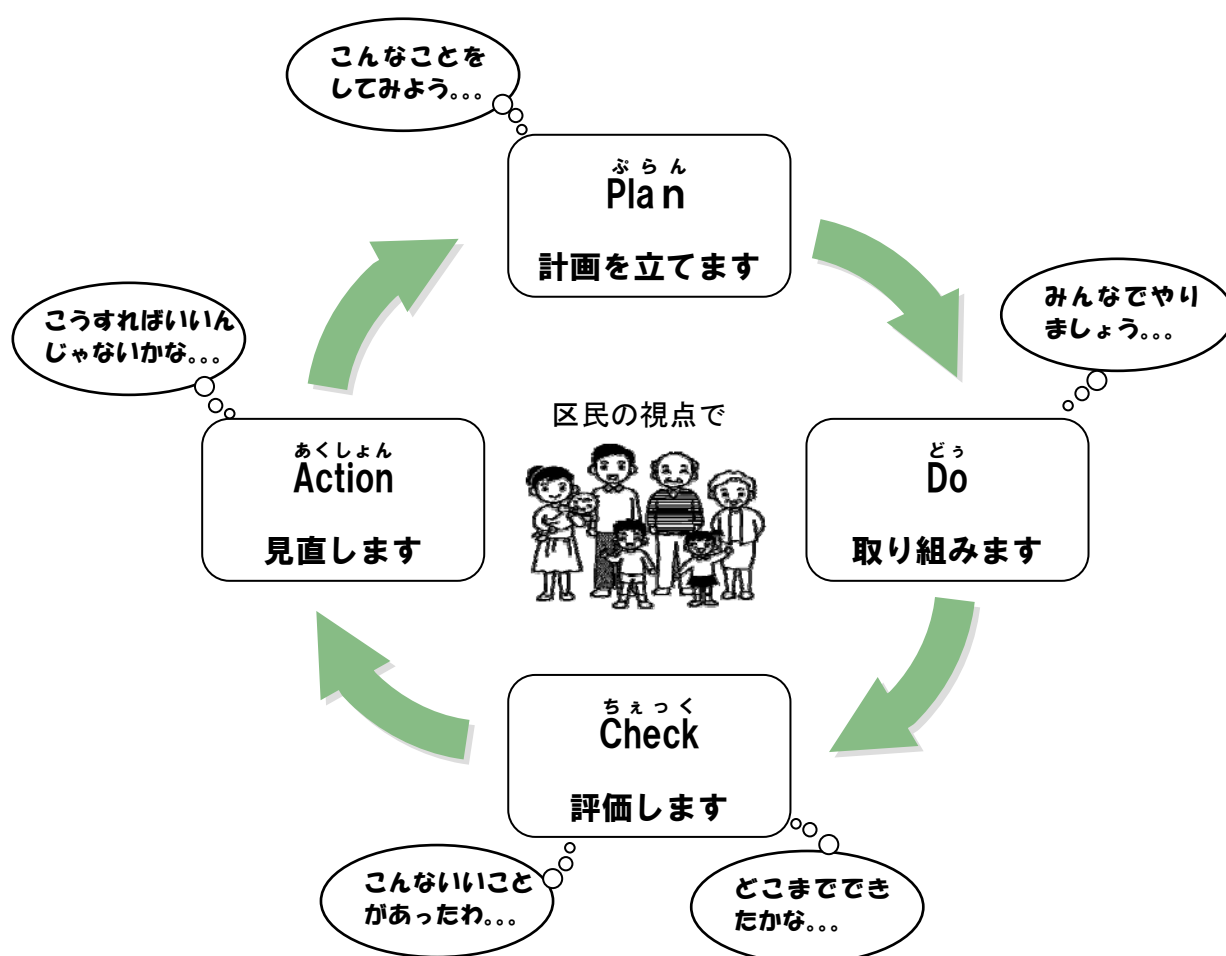 こんなことを
してみよう。。。
ぷらん
Plan
計画を立てます
みんなでやり
ましょう。。。
どぅ
Do
取り組みます
区民の視点で
こうすればいいん
じゃないかな。。。
あくしょん
Action
見直します
ちぇっく
Check
評価します
こんないいこと
があったわ。。。
どこまででき
たかな。。。